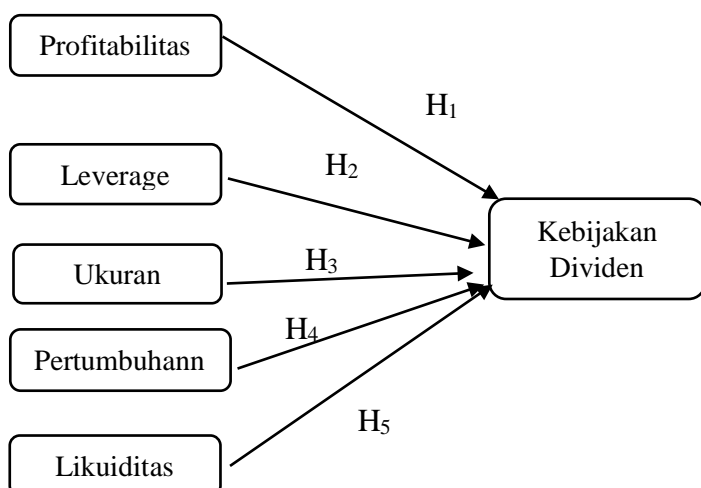 Profitabilitas
H₁
Leverage
H₂
Kebijakan
Dividen
Ukuran
H₃
Pertumbuhann
H₄
H₅
Likuiditas